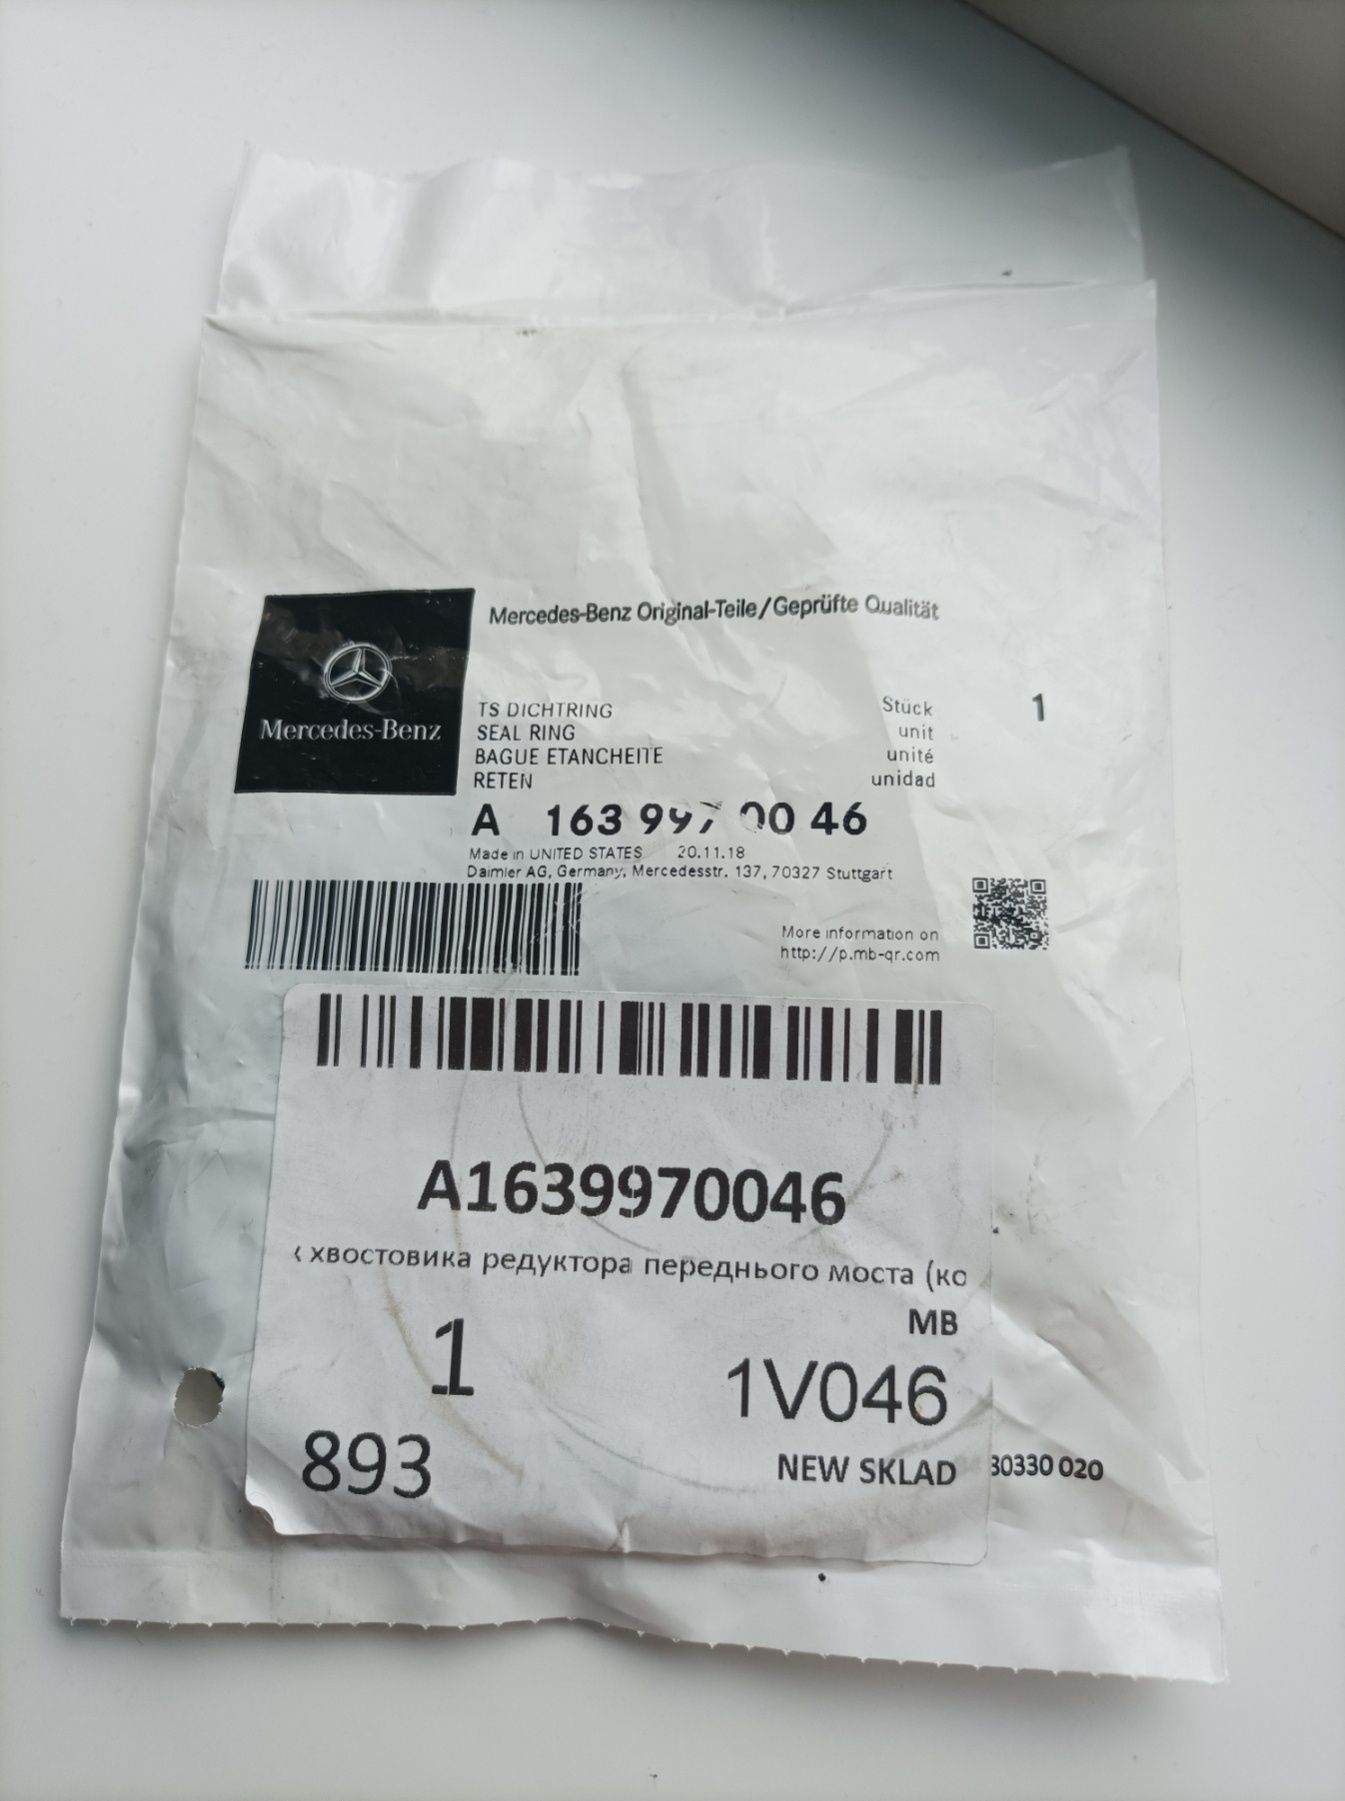 Mercedes-Benz Original-Teile/Geprüfte Qualität
Mercedes-Benz
TS DICHTRING Stück 1
SEAL RING unit
BAGUE ETANCHEITE unité
RETEN unidad
A 163 997 00 46
Made in UNITED STATES 20.11.18
Daimler AG, Germany, Mercedesstr. 137, 70327 Stuttgart
More information on
http://p.mb-qr.com
A1639970046
хвостовика редуктора переднього моста (ко
MB
1 1V046
893 NEW SKLAD 30330 020